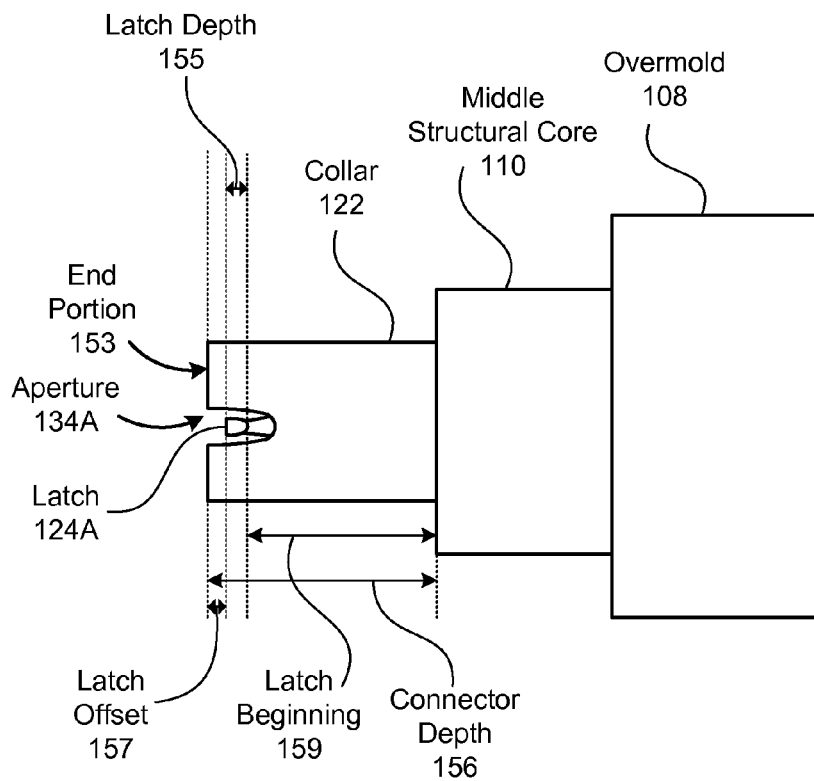 Latch Depth
155
Overmold
108
Middle
Structural Core
110
Collar
122
End
Portion
153
Aperture
134A
Latch
124A
Latch
Offset
157
Latch
Beginning
159
Connector
Depth
156